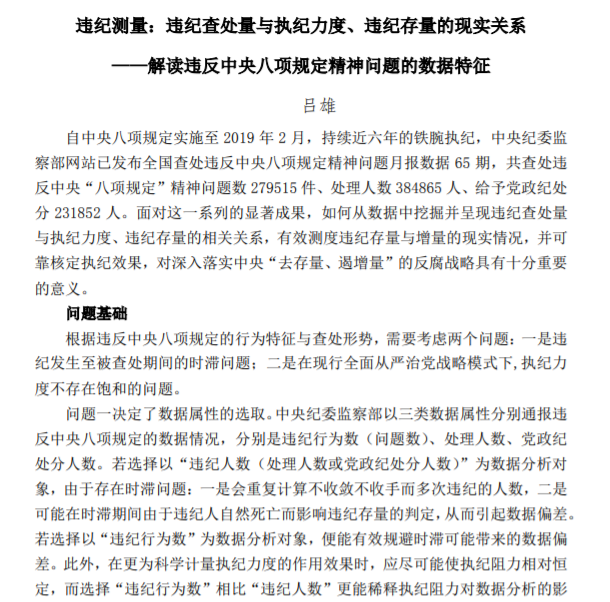 违纪测量：违纪查处量与执纪力度、违纪存量的现实关系
——解读违反中央八项规定精神问题的数据特征
吕雄
自中央八项规定实施至 2019 年 2 月，持续近六年的铁腕执纪，中央纪委监
察部网站已发布全国查处违反中央八项规定精神问题月报数据 65 期，共查处违
反中央“八项规定”精神问题数 279515 件、处理人数 384865 人、给予党政纪处
分 231852 人。面对这一系列的显著成果，如何从数据中挖掘并呈现违纪查处量
与执纪力度、违纪存量的相关关系，有效测度违纪存量与增量的现实情况，并可
靠核定执纪效果，对深入落实中央“去存量、遏增量”的反腐战略具有十分重要
的意义。
问题基础
根据违反中央八项规定的行为特征与查处形势，需要考虑两个问题：一是违
纪发生至被查处期间的时滞问题；二是在现行全面从严治党战略模式下,执纪力
度不存在饱和的问题。
问题一决定了数据属性的选取。中央纪委监察部以三类数据属性分别通报违
反中央八项规定的数据情况，分别是违纪行为数（问题数）、处理人数、党政纪
处分人数。若选择以“违纪人数（处理人数或党政纪处分人数）”为数据分析对
象，由于存在时滞问题：一是会重复计算不收敛不收手而多次违纪的人数，二是
可能在时滞期间由于违纪人自然死亡而影响违纪存量的判定，从而引起数据偏差。
若选择以“违纪行为数”为数据分析对象，便能有效规避时滞可能带来的数据偏
差。此外，在更为科学计量执纪力度的作用效果时，应尽可能使执纪阻力相对恒
定，而选择“违纪行为数”相比“违纪人数”更能稀释执纪阻力对数据分析的影